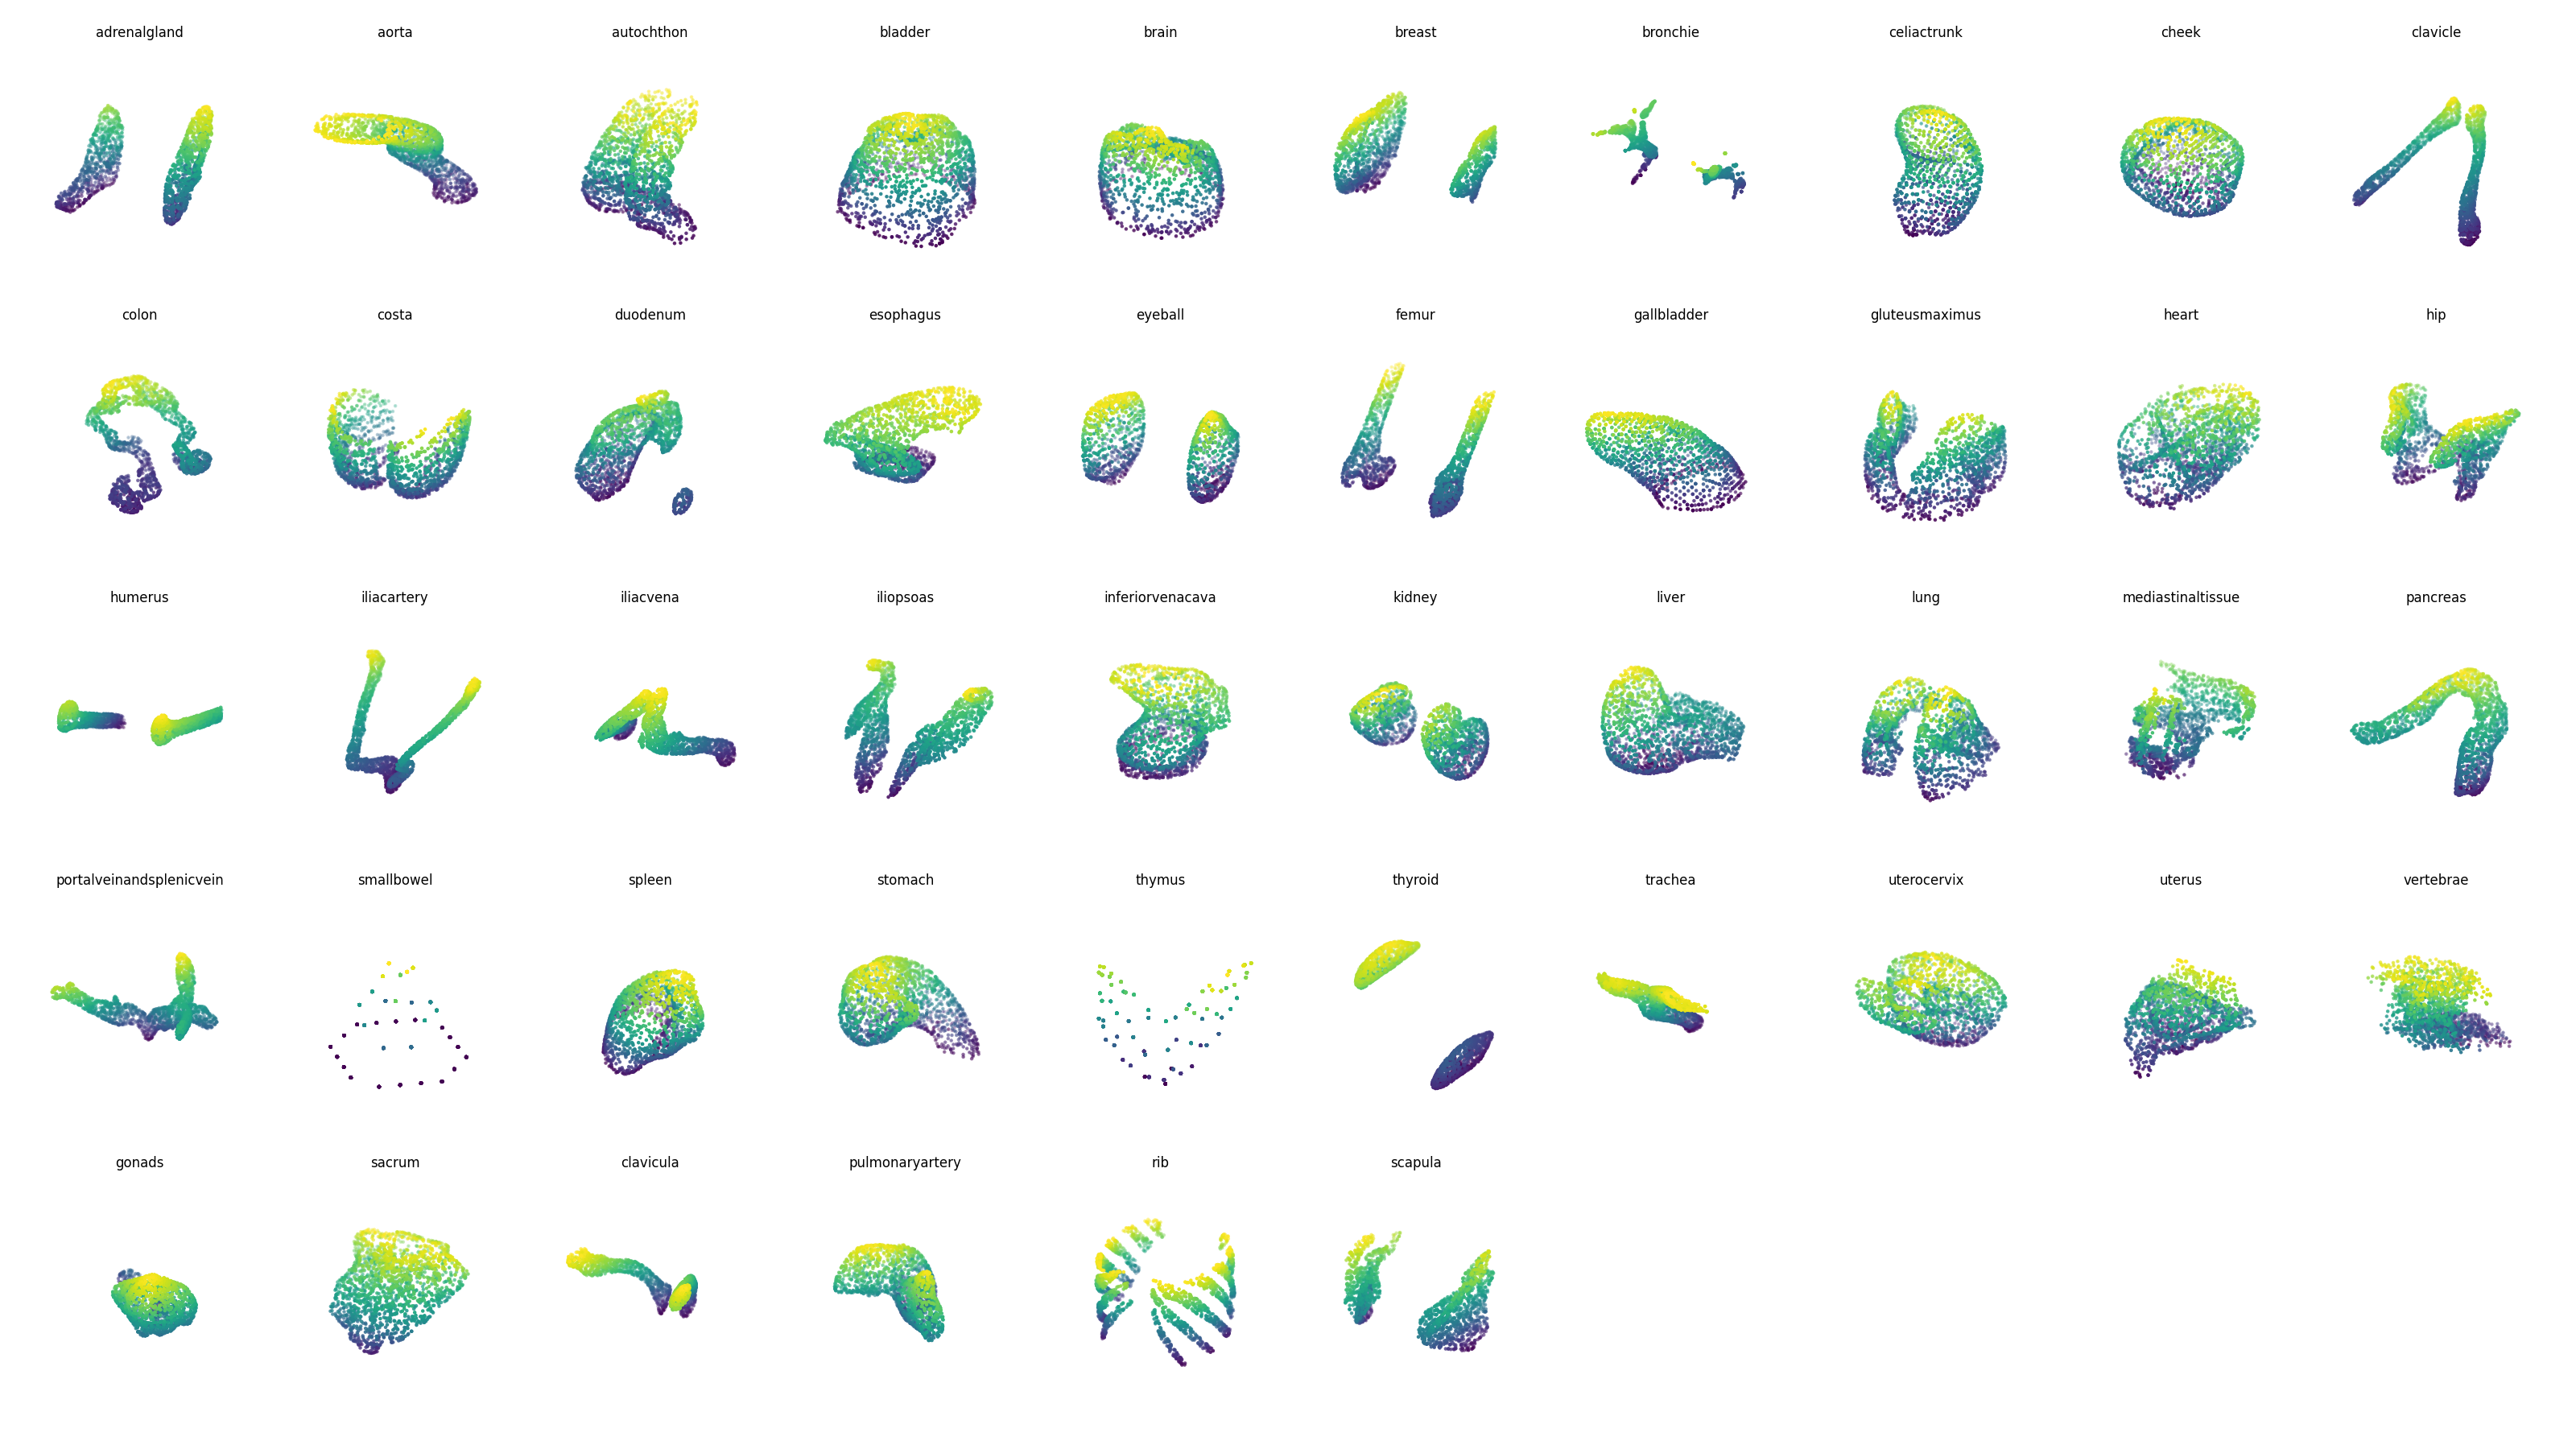 adrenalgland aorta autochthon bladder brain breast bronchie celiactrunk cheek clavicle
colon costa duodenum esophagus eyeball femur gallbladder gluteusmaximus heart hip
humerus iliacartery iliacvena iliopsoas inferiorvenacava kidney liver lung mediastinaltissue pancreas
portalveinandsplenicvein smallbowel spleen stomach thymus thyroid trachea uterocervix uterus vertebrae
gonads sacrum clavicula pulmonaryartery rib scapula